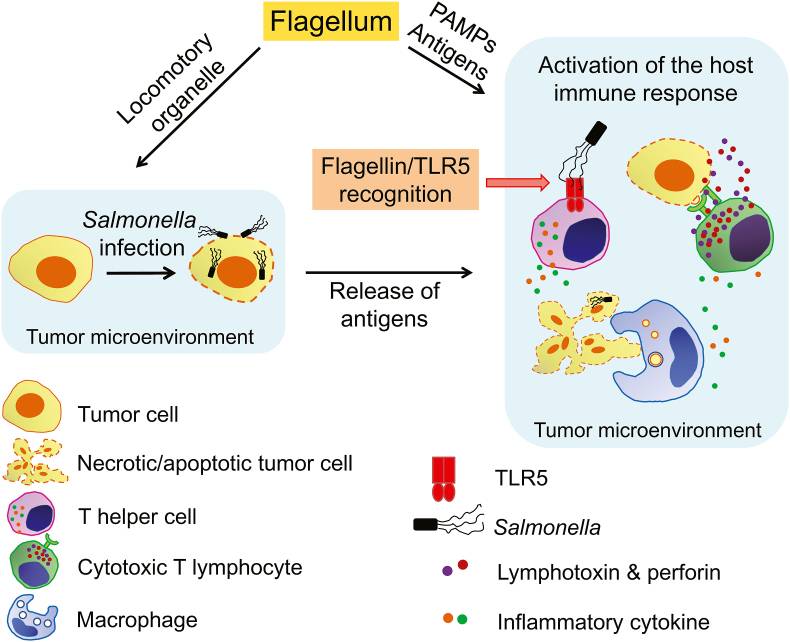 Flagellum
Locomotory
organelle
PAMPs
Antigens
Activation of the host
immune response
Flagellin/TLR5
recognition
Salmonella
infection
Tumor microenvironment
Release of
antigens
Tumor microenvironment
Tumor cell
Necrotic/apoptotic tumor cell
T helper cell
Cytotoxic T lymphocyte
Macrophage
TLR5
Salmonella
Lymphotoxin & perforin
Inflammatory cytokine